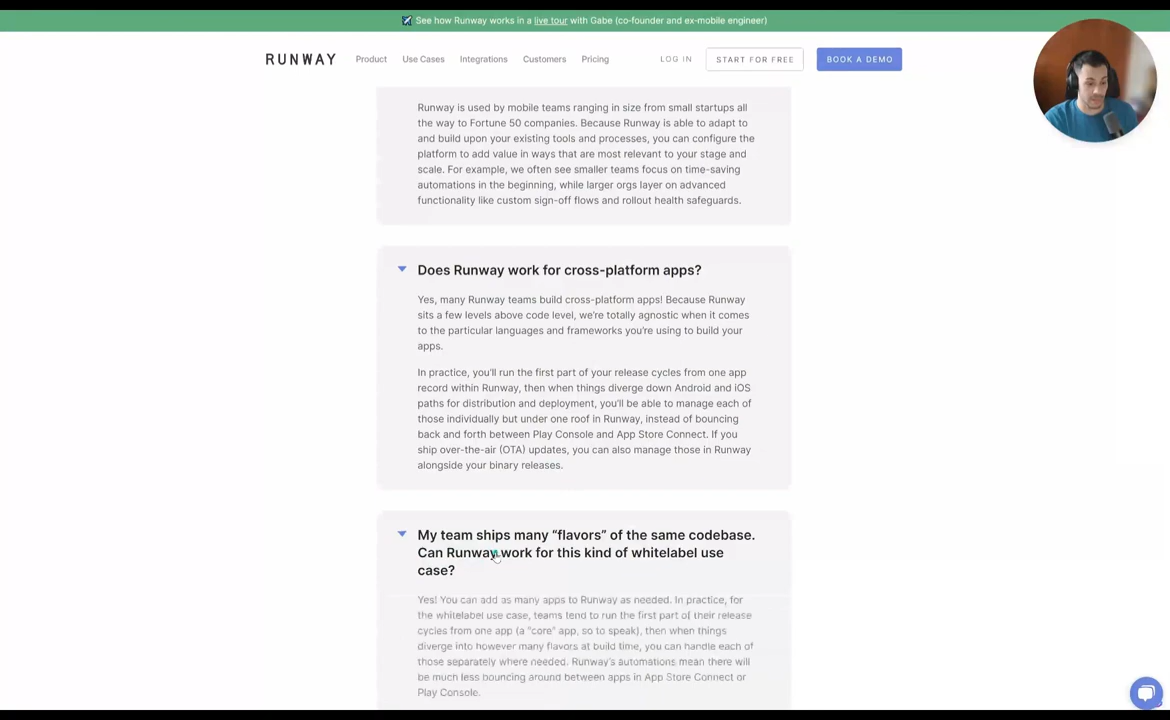 See how Runway works in a live tour with Gabe (co-founder and ex-mobile engineer)
RUNWAY Product Use Cases Integrations Customers Pricing LOG IN START FOR FREE BOOK A DEMO
Runway is used by mobile teams ranging in size from small startups all
the way to Fortune 50 companies. Because Runway is able to adapt to
and build upon your existing tools and processes, you can configure the
platform to add value in ways that are most relevant to your stage and
scale. For example, we often see smaller teams focus on time-saving
automations in the beginning, while larger orgs layer on advanced
functionality like custom sign-off flows and rollout health safeguards.
Does Runway work for cross-platform apps?
Yes, many Runway teams build cross-platform apps! Because Runway
sits a few levels above code level, we're totally agnostic when it comes
to the particular languages and frameworks you're using to build your
apps.
In practice, you'll run the first part of your release cycles from one app
record within Runway, then when things diverge down Android and iOS
paths for distribution and deployment, you'll be able to manage each of
those individually but under one roof in Runway, instead of bouncing
back and forth between Play Console and App Store Connect. If you
ship over-the-air (OTA) updates, you can also manage those in Runway
alongside your binary releases.
My team ships many “flavors” of the same codebase.
Can Runway work for this kind of whitelabel use
case?
Yes! You can add as many apps to Runway as needed. In practice, for
the whitelabel use case, teams tend to run the first part of their release
cycles from one app (a "core" app, so to speak), then when things
diverge into however many flavors at build time, you can handle each of
those separately where needed. Runway's automations mean there will
be much less bouncing around between apps in App Store Connect or
Play Console.